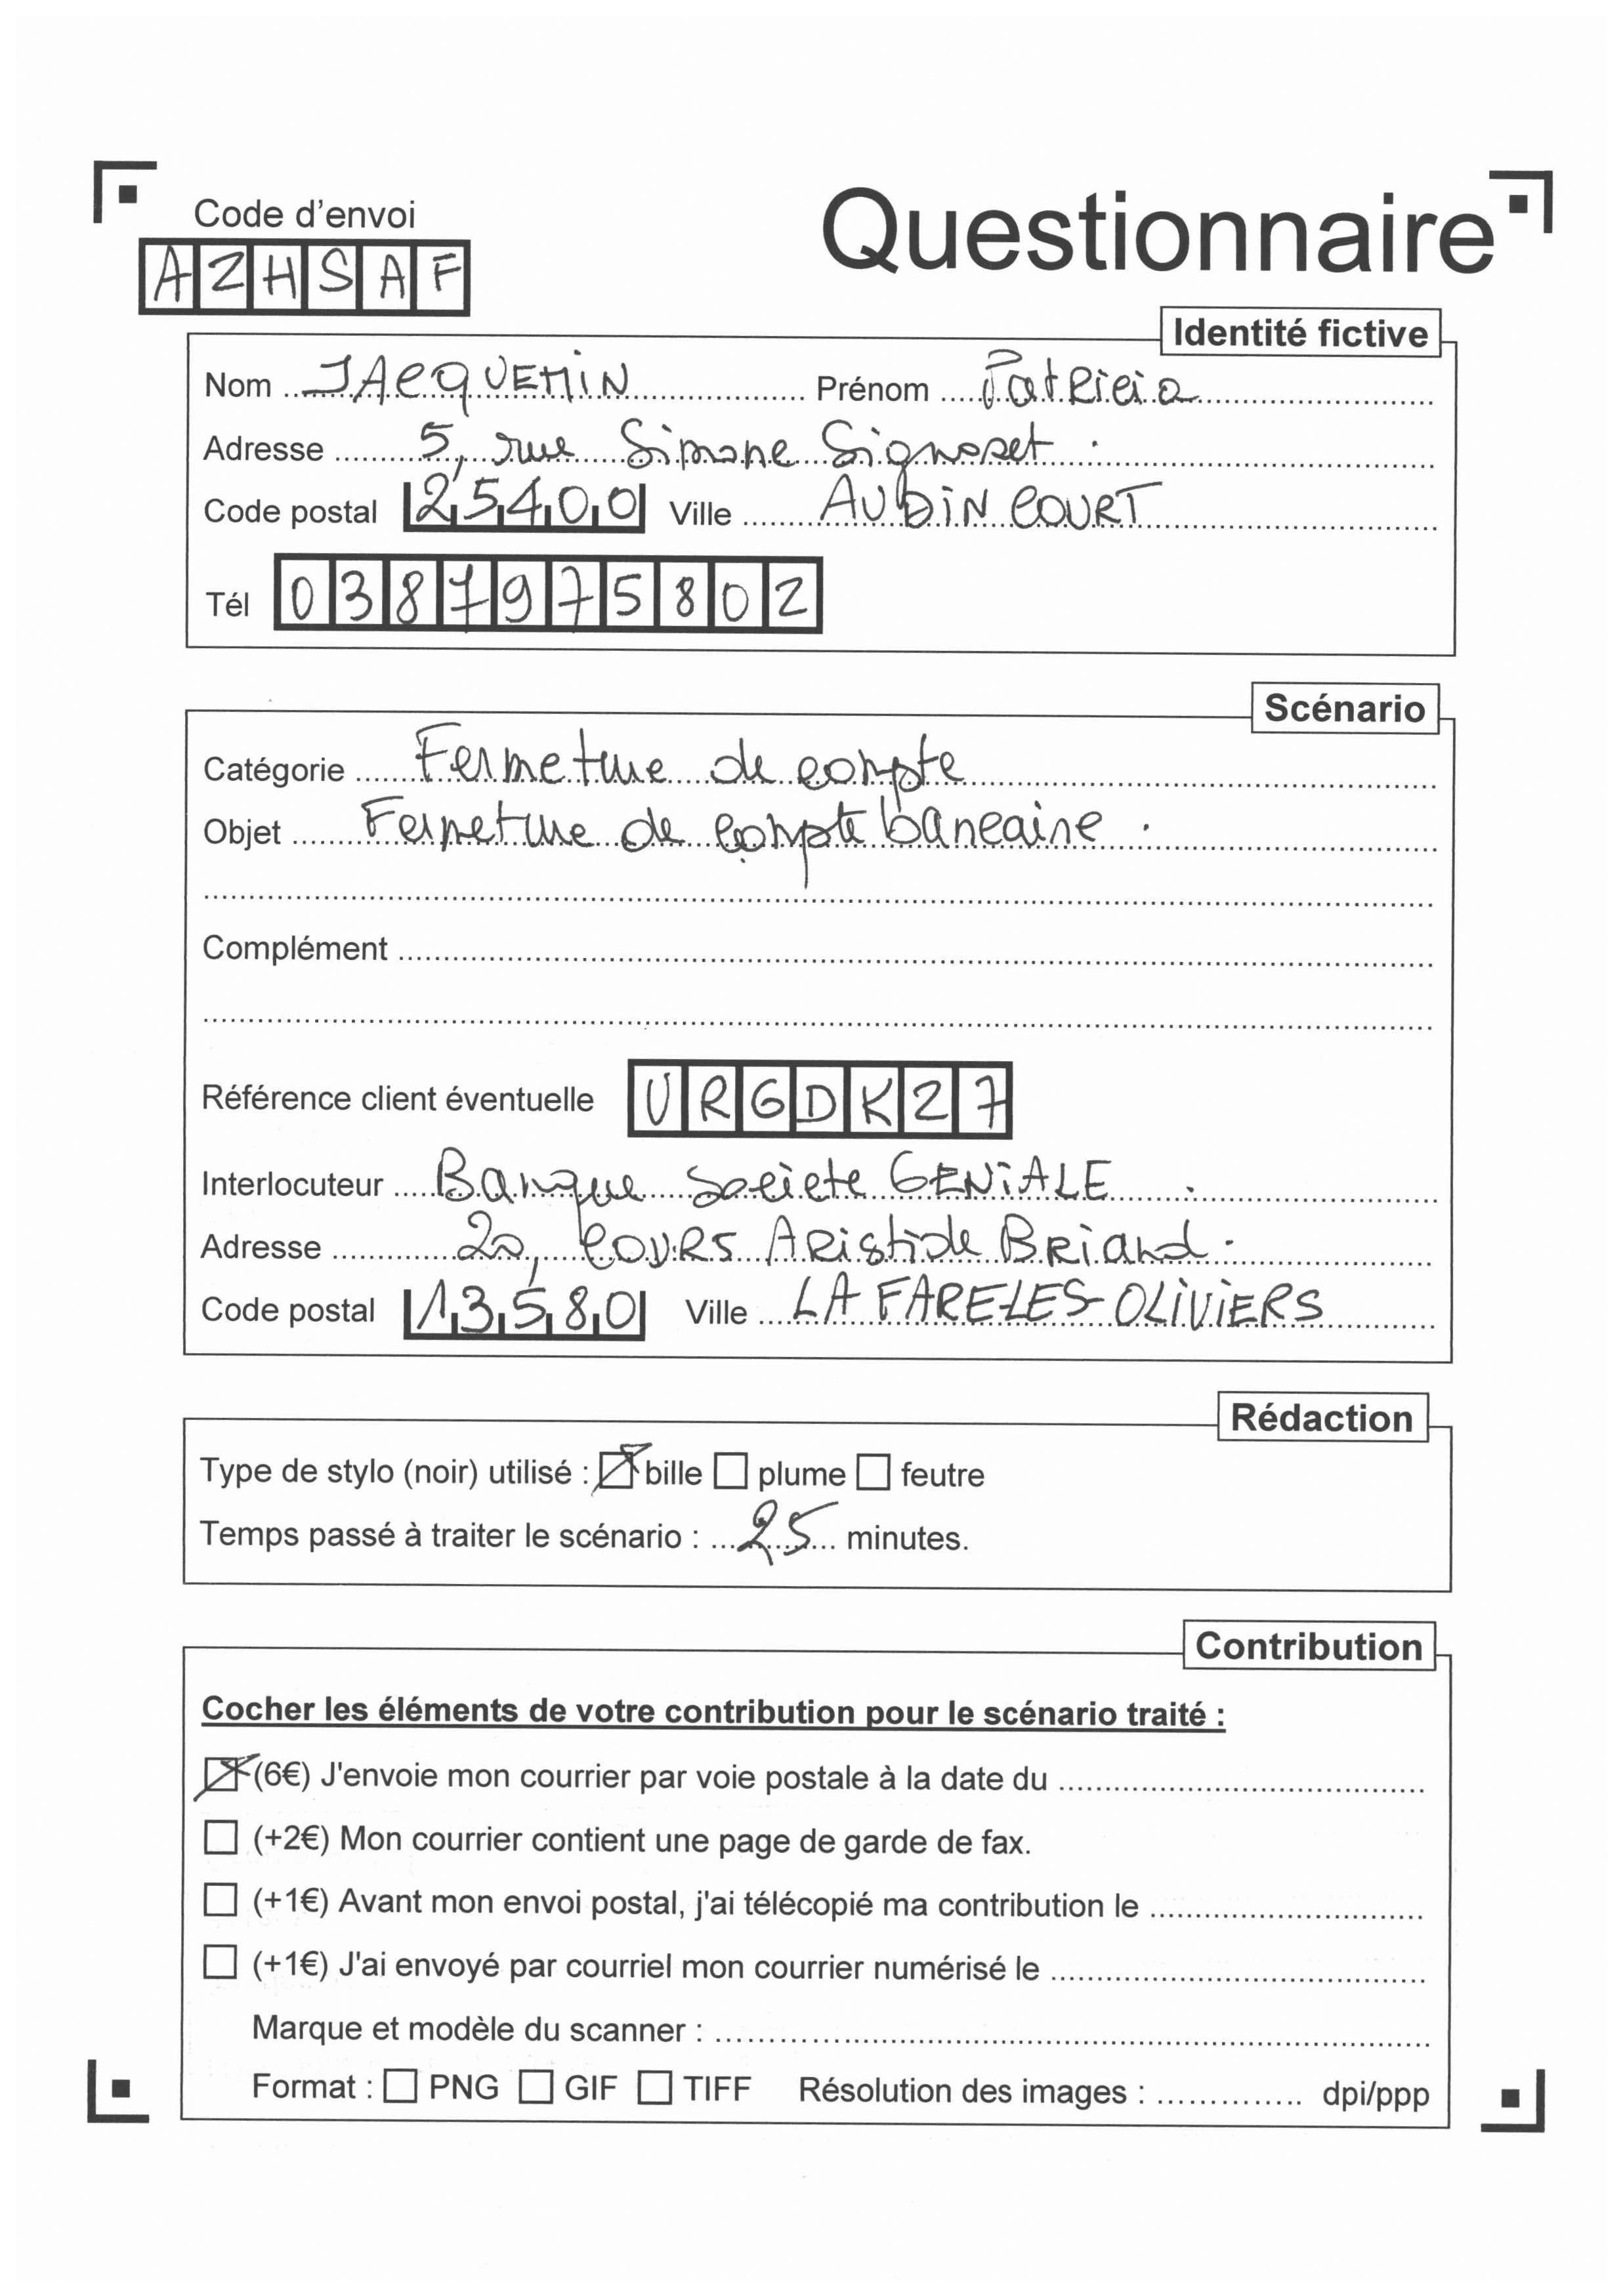 Code d'envoi
Questionnaire
AZHSAF
Identité fictive
Nom JAcQUEMIN Prénom Patricia
Adresse 5, rue Simone Signoret.
Code postal 25400 Ville AUDINCOURT
Tél 0387975802
Scénario
Catégorie Fermeture de compte
Objet Fermeture de compte bancaire.
Complément
Référence client éventuelle URGDK27
Interlocuteur Banque Societe GENIALE.
Adresse 20, COURS ARistide BRiand.
Code postal 13580 Ville LA FARE-LES-OLIVIERS
Rédaction
Type de stylo (noir) utilisé : bille plume feutre
Temps passé à traiter le scénario : 25 minutes.
Contribution
Cocher les éléments de votre contribution pour le scénario traité :
(6€) J'envoie mon courrier par voie postale à la date du
(+2€) Mon courrier contient une page de garde de fax.
(+1€) Avant mon envoi postal, j'ai télécopié ma contribution le
(+1€) J'ai envoyé par courriel mon courrier numérisé le
Marque et modèle du scanner :
Format : PNG GIF TIFF Résolution des images : dpi/ppp